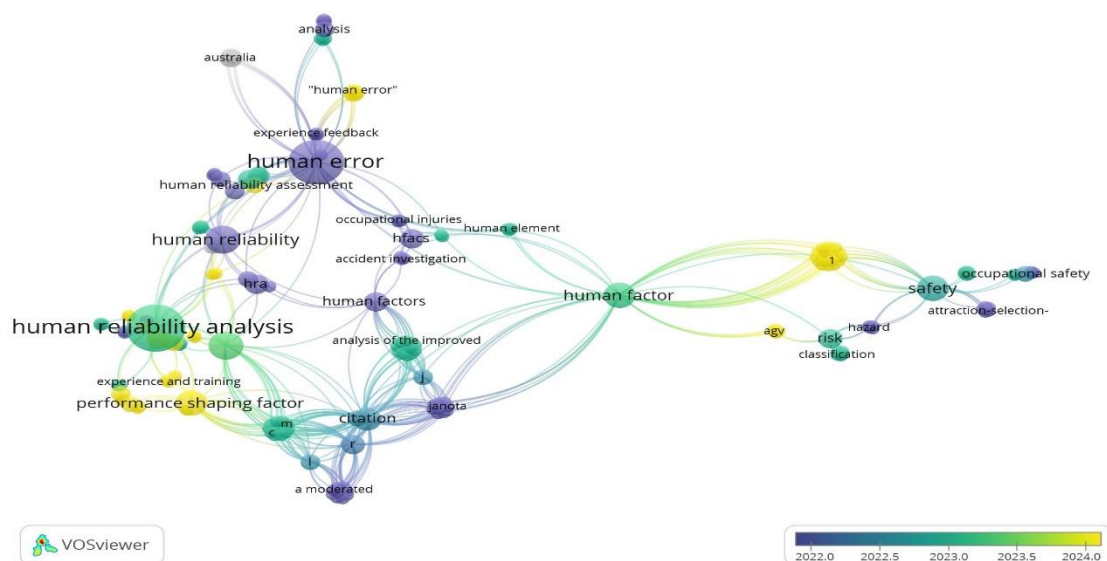 analysis
australia
"human error"
experience feedback
human error
human reliability assessment
occupational injuries
human element
human reliability
hfacs
accident investigation
1
occupational safety
hra
safety
human factors
human factor
attraction-selection-
human reliability analysis
hazard
agv
risk
analysis of the improved
classification
j
experience and training
performance shaping factor
janota
citation
m
c
r
l
a moderated
VOSviewer
2022.0 2022.5 2023.0 2023.5 2024.0